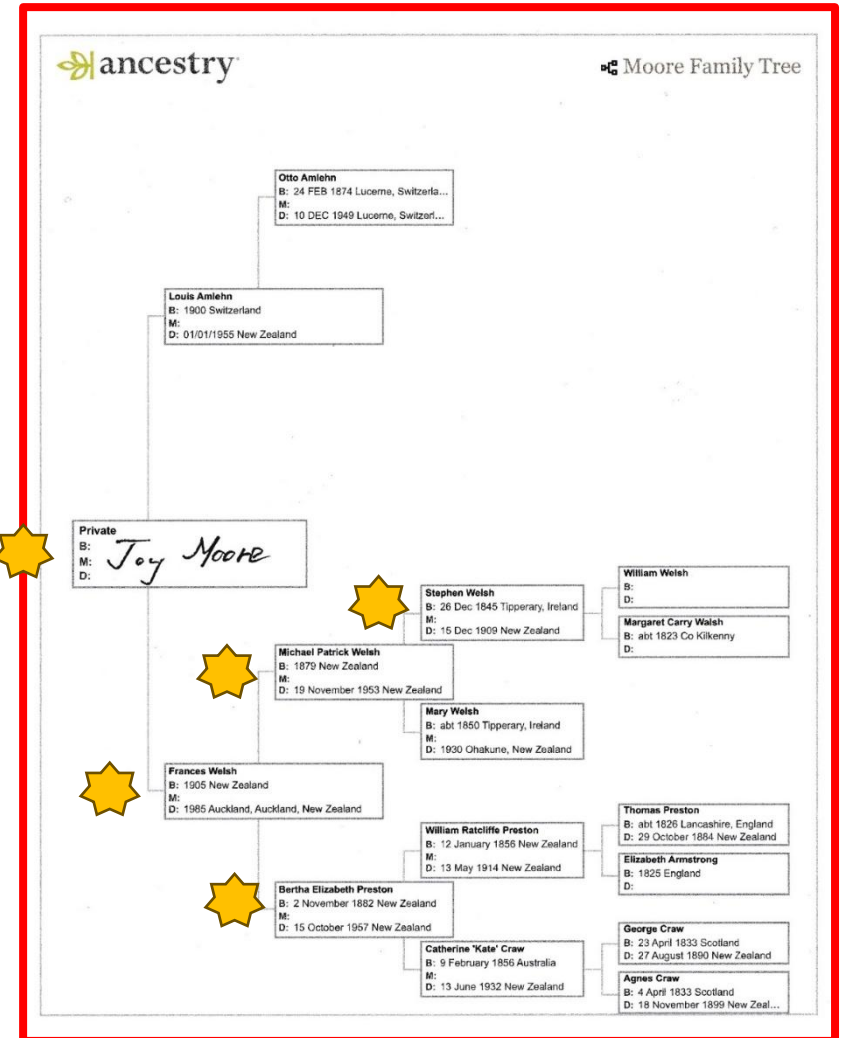 ancestry
Moore Family Tree
Otto Amlehn
B: 24 FEB 1874 Lucerne, Switzerla...
M:
D: 10 DEC 1949 Lucerne, Switzerl...
Louis Amlehn
B: 1900 Switzerland
M:
D: 01/01/1955 New Zealand
Private
B:
M:
D:
Joy Moore
Stephen Welsh
B: 26 Dec 1845 Tipperary, Ireland
M:
D: 15 Dec 1909 New Zealand
William Welsh
B:
D:
Margaret Carry Walsh
B: abt 1823 Co Kilkenny
D:
Michael Patrick Welsh
B: 1879 New Zealand
M:
D: 19 November 1953 New Zealand
Mary Welsh
B: abt 1850 Tipperary, Ireland
M:
D: 1930 Ohakune, New Zealand
Frances Welsh
B: 1905 New Zealand
M:
D: 1985 Auckland, Auckland, New Zealand
William Ratcliffe Preston
B: 12 January 1856 New Zealand
M:
D: 13 May 1914 New Zealand
Thomas Preston
B: abt 1826 Lancashire, England
D: 29 October 1884 New Zealand
Elizabeth Armstrong
B: 1825 England
D:
Bertha Elizabeth Preston
B: 2 November 1882 New Zealand
M:
D: 15 October 1957 New Zealand
Catherine 'Kate' Craw
B: 9 February 1856 Australia
M:
D: 13 June 1932 New Zealand
George Craw
B: 23 April 1833 Scotland
D: 27 August 1890 New Zealand
Agnes Craw
B: 4 April 1833 Scotland
D: 18 November 1899 New Zeal...